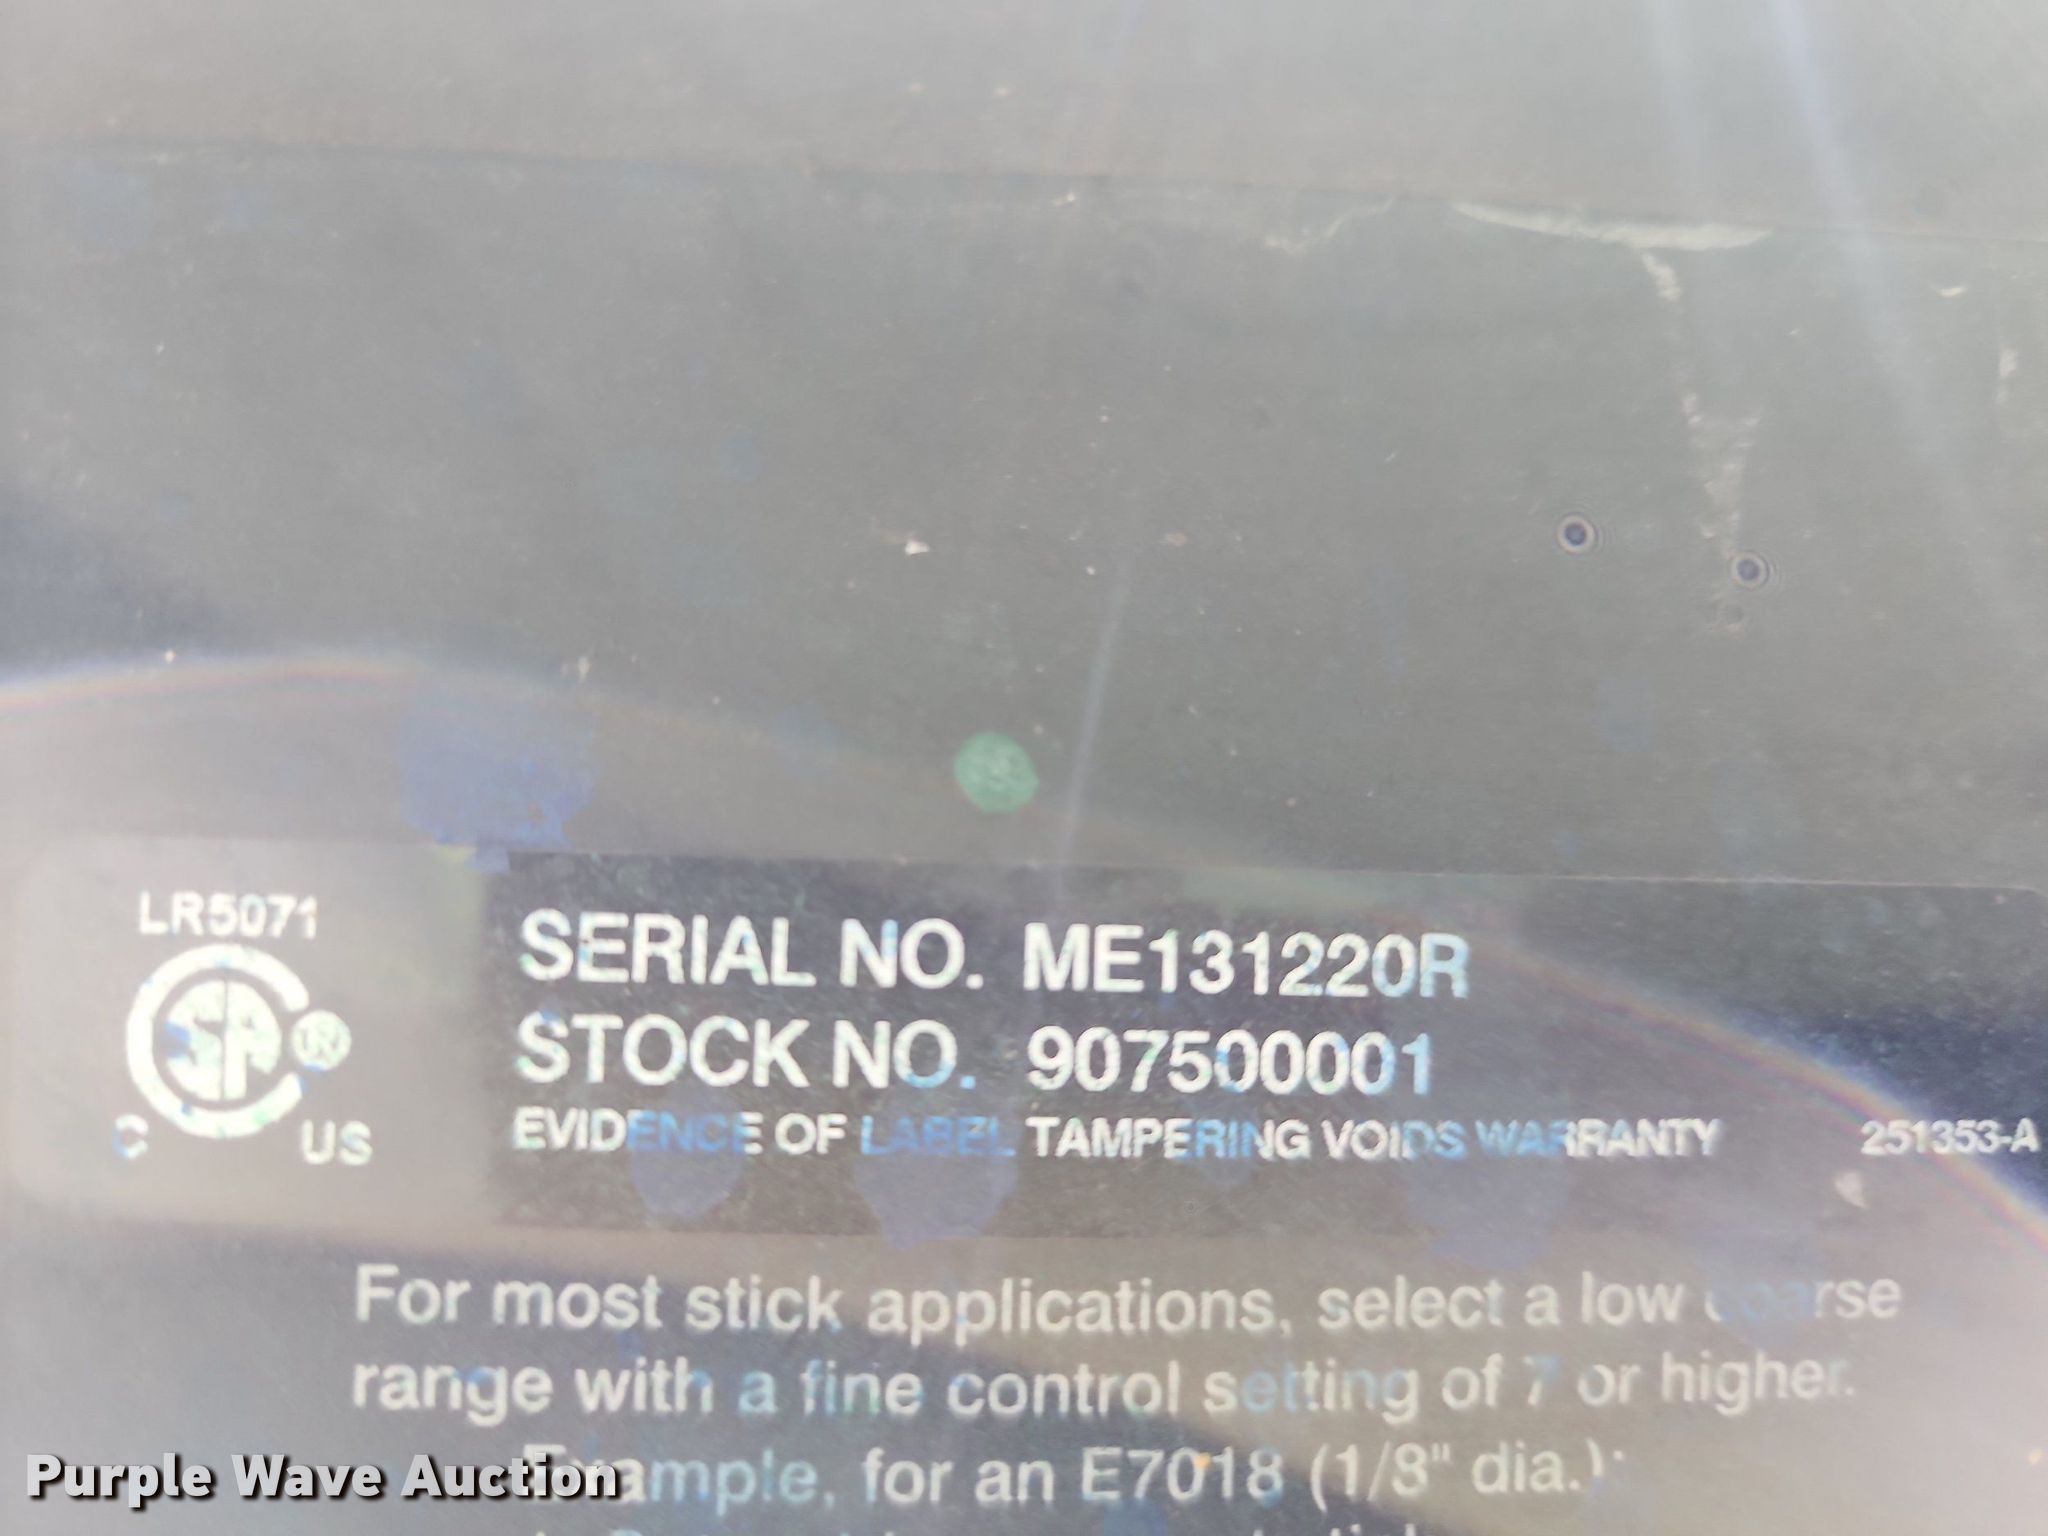 LR5071
SERIAL NO. ME131220R
STOCK NO. 907500001
C US
EVIDENCE OF LABEL TAMPERING VOIDS WARRANTY 251353-A
For most stick applications, select a low coarse
range with a fine control setting of 7 or higher.
Example, for an E7018 (1/8" dia.):
Purple Wave Auction